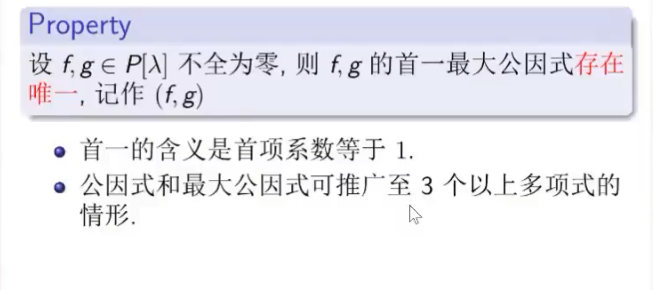 Property
设 f, g ∈ P[λ] 不全为零, 则 f, g 的首一最大公因式存在
唯一, 记作 (f, g)
首一的含义是首项系数等于 1.
公因式和最大公因式可推广至 3 个以上多项式的
情形.